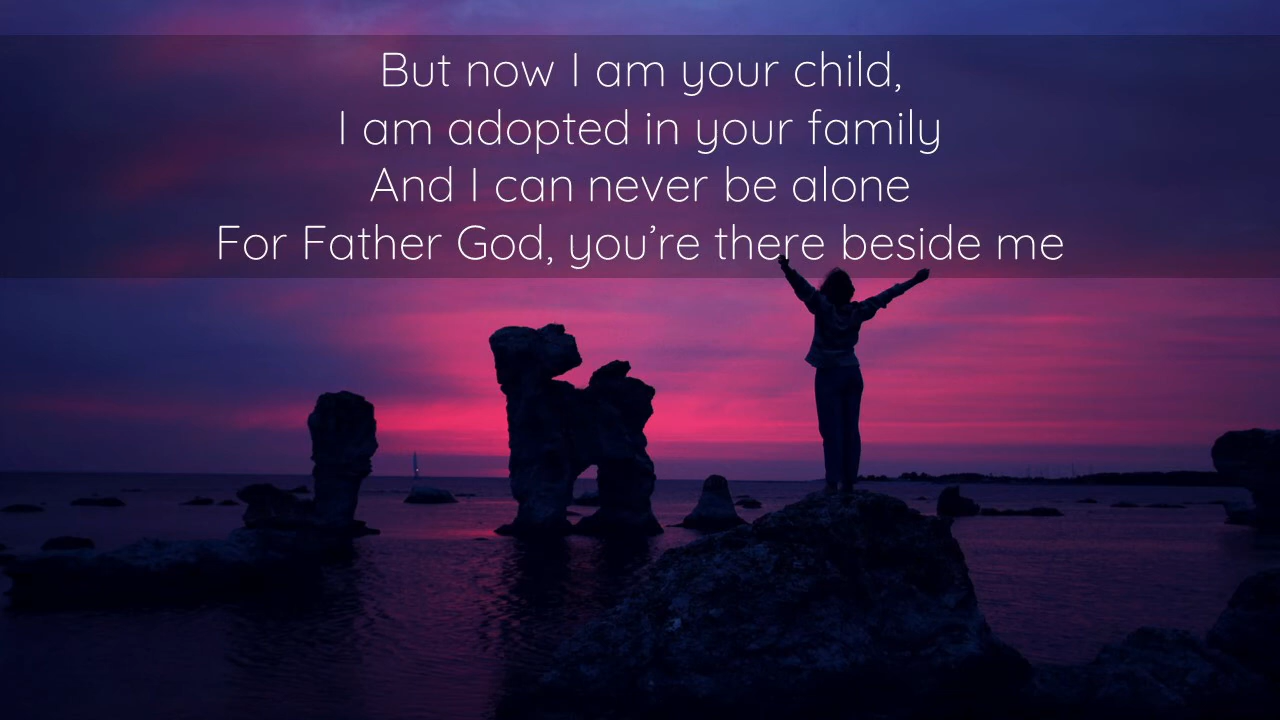 But now I am your child,
I am adopted in your family
And I can never be alone
For Father God, you’re there beside me